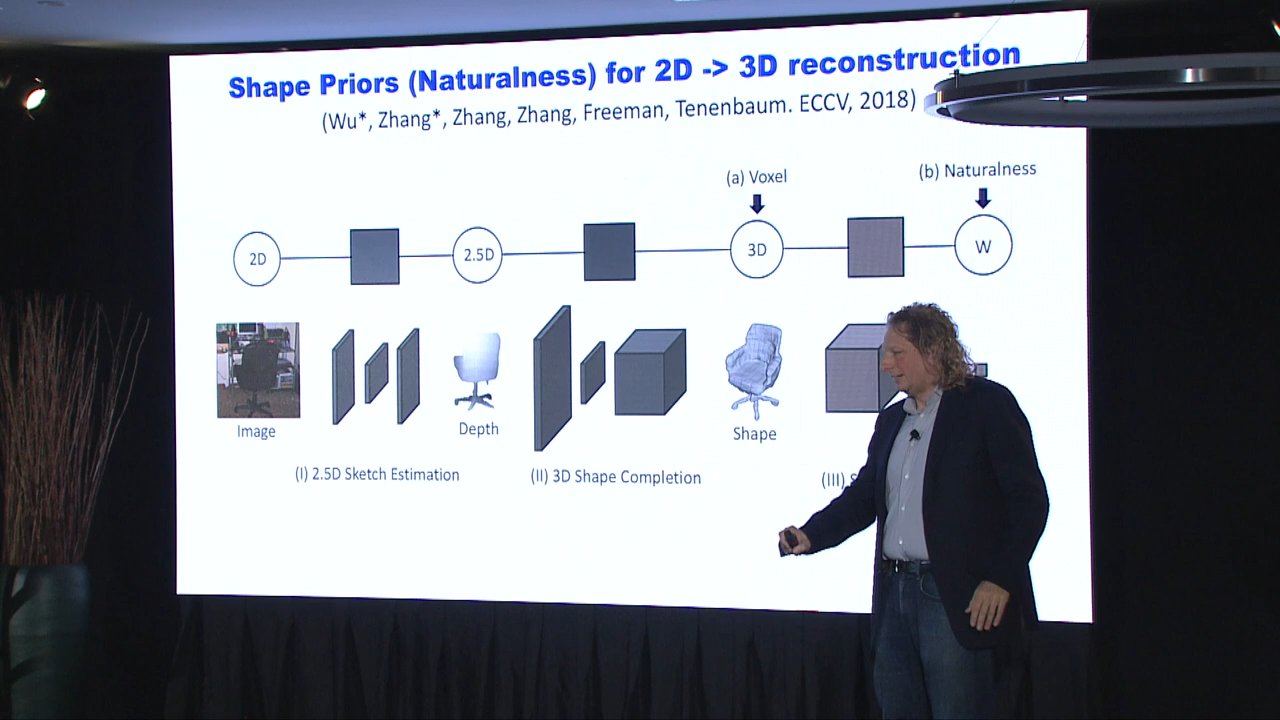 Shape Priors (Naturalness) for 2D -> 3D reconstruction
(Wu*, Zhang*, Zhang, Zhang, Freeman, Tenenbaum. ECCV, 2018)
(a) Voxel
(b) Naturalness
2D
2.5D
3D
W
Image
Depth
Shape
(I) 2.5D Sketch Estimation
(II) 3D Shape Completion
(III)